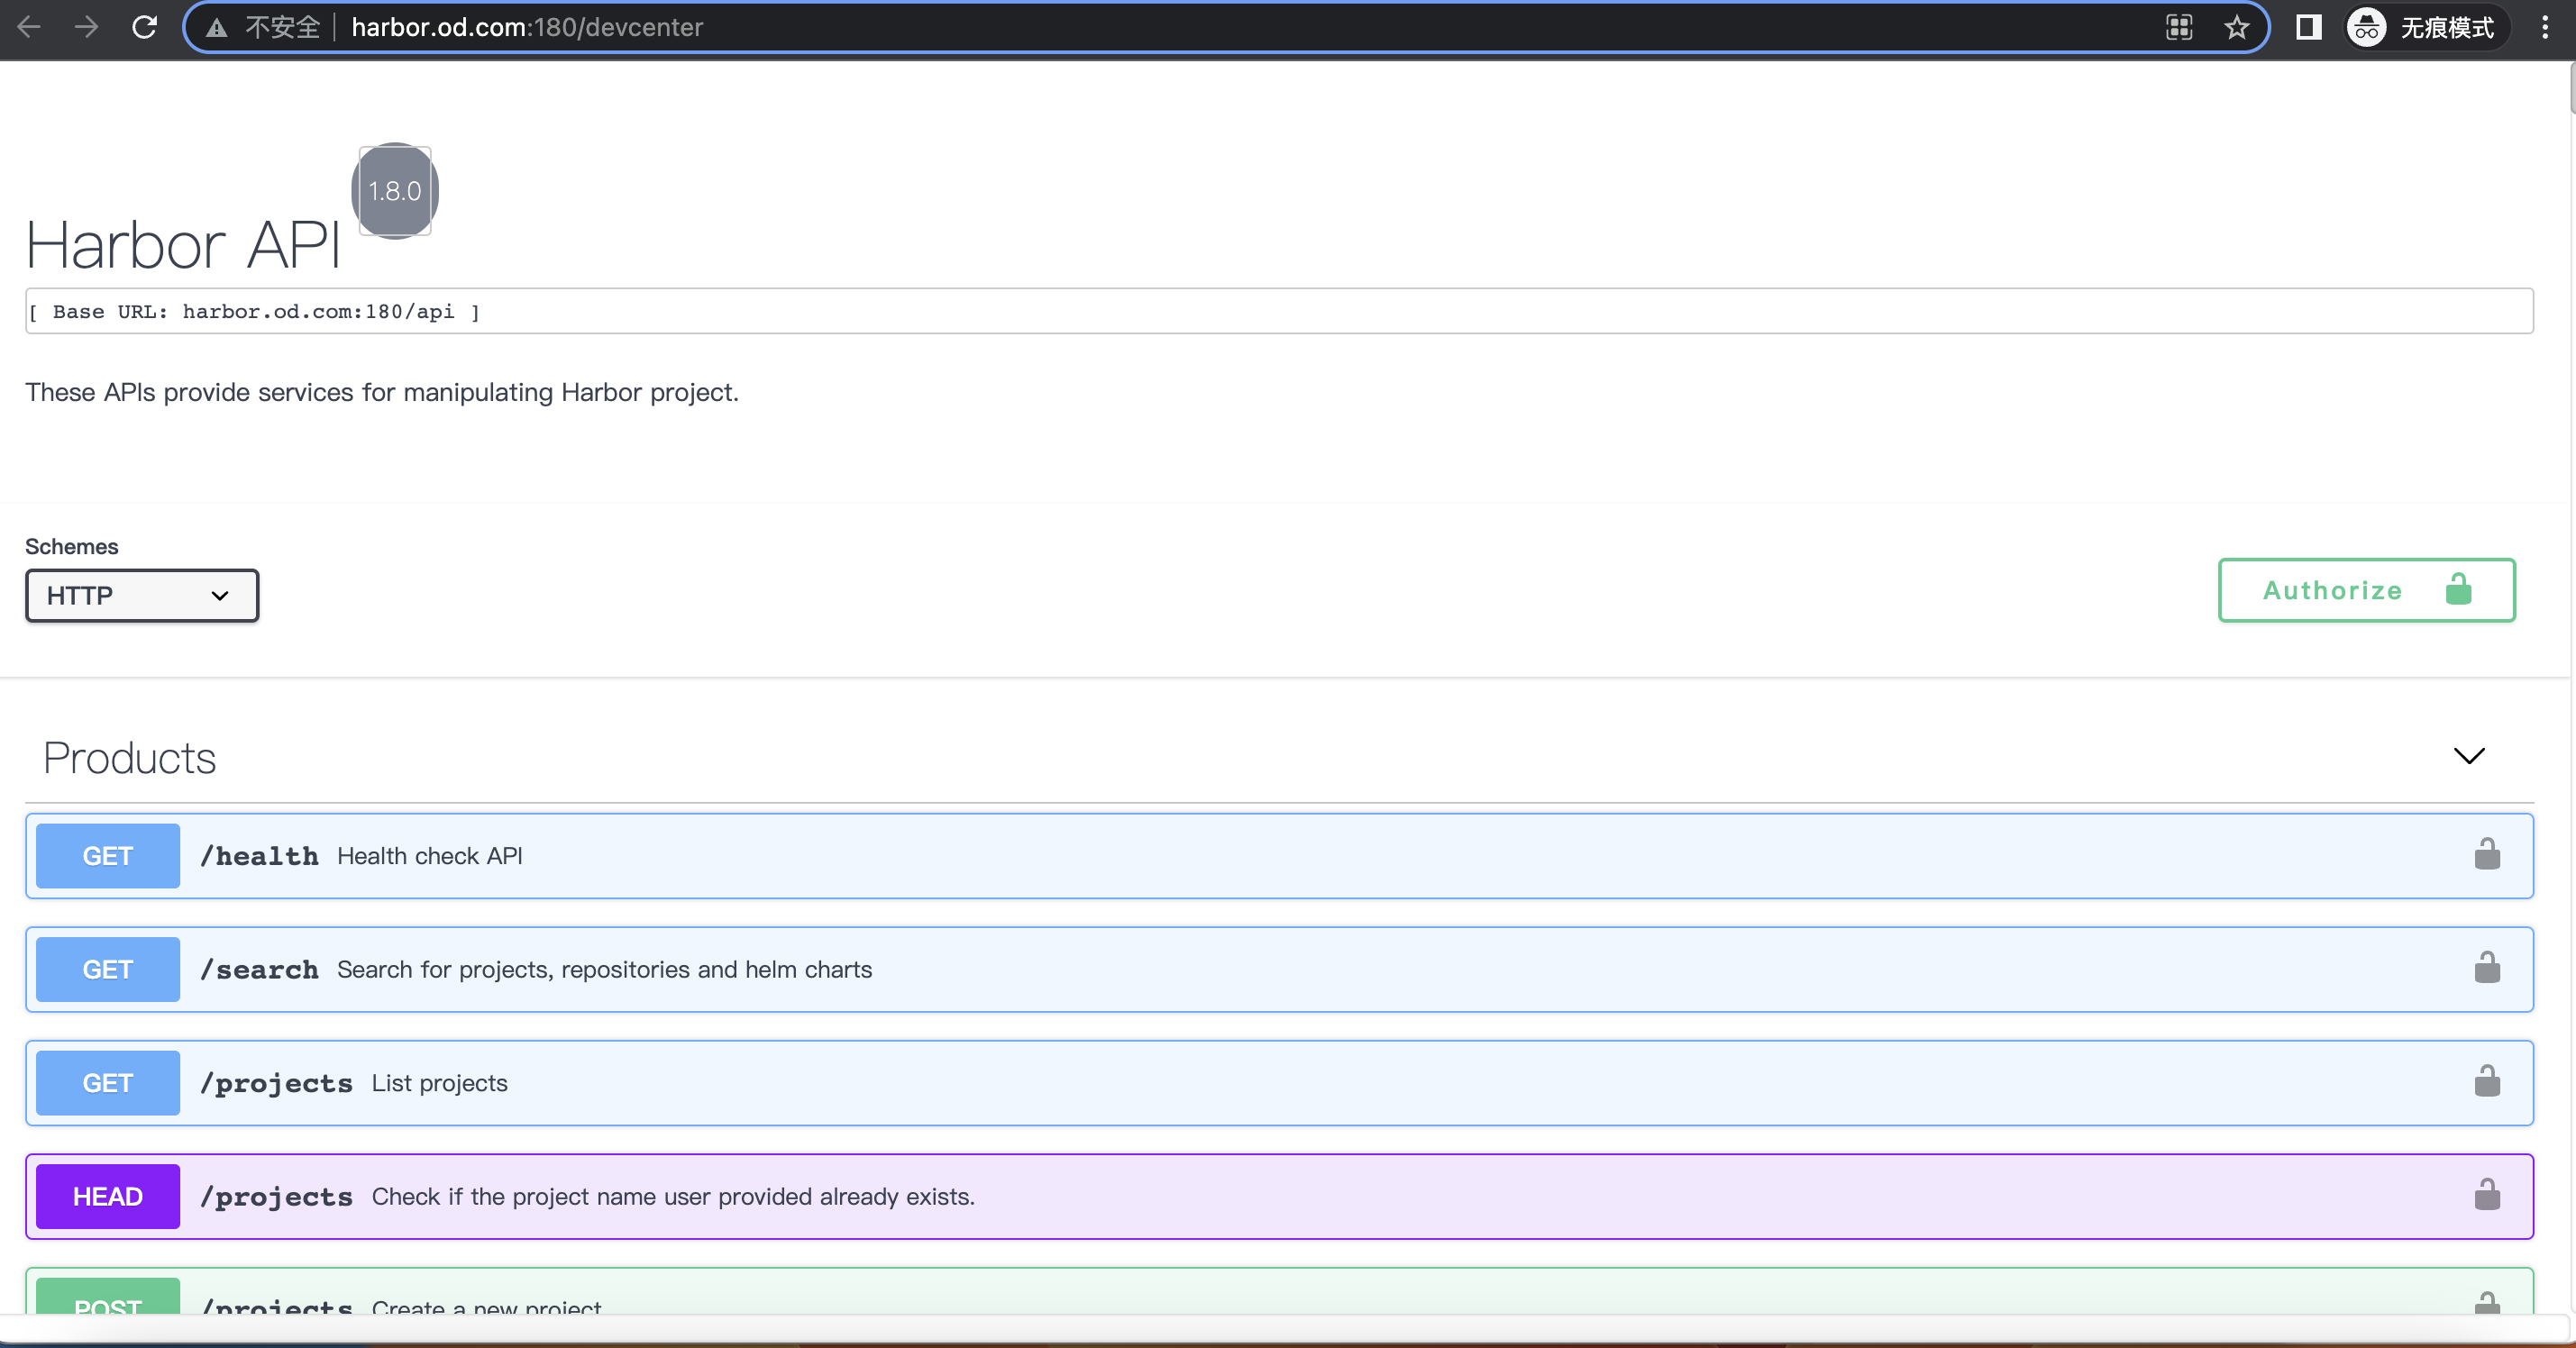 不安全 harbor.od.com:180/devcenter 无痕模式
1.8.0
Harbor API
[ Base URL: harbor.od.com:180/api ]
These APIs provide services for manipulating Harbor project.
Schemes
HTTP
Authorize
Products
GET /health Health check API
GET /search Search for projects, repositories and helm charts
GET /projects List projects
HEAD /projects Check if the project name user provided already exists.
POST /projects Create a new project